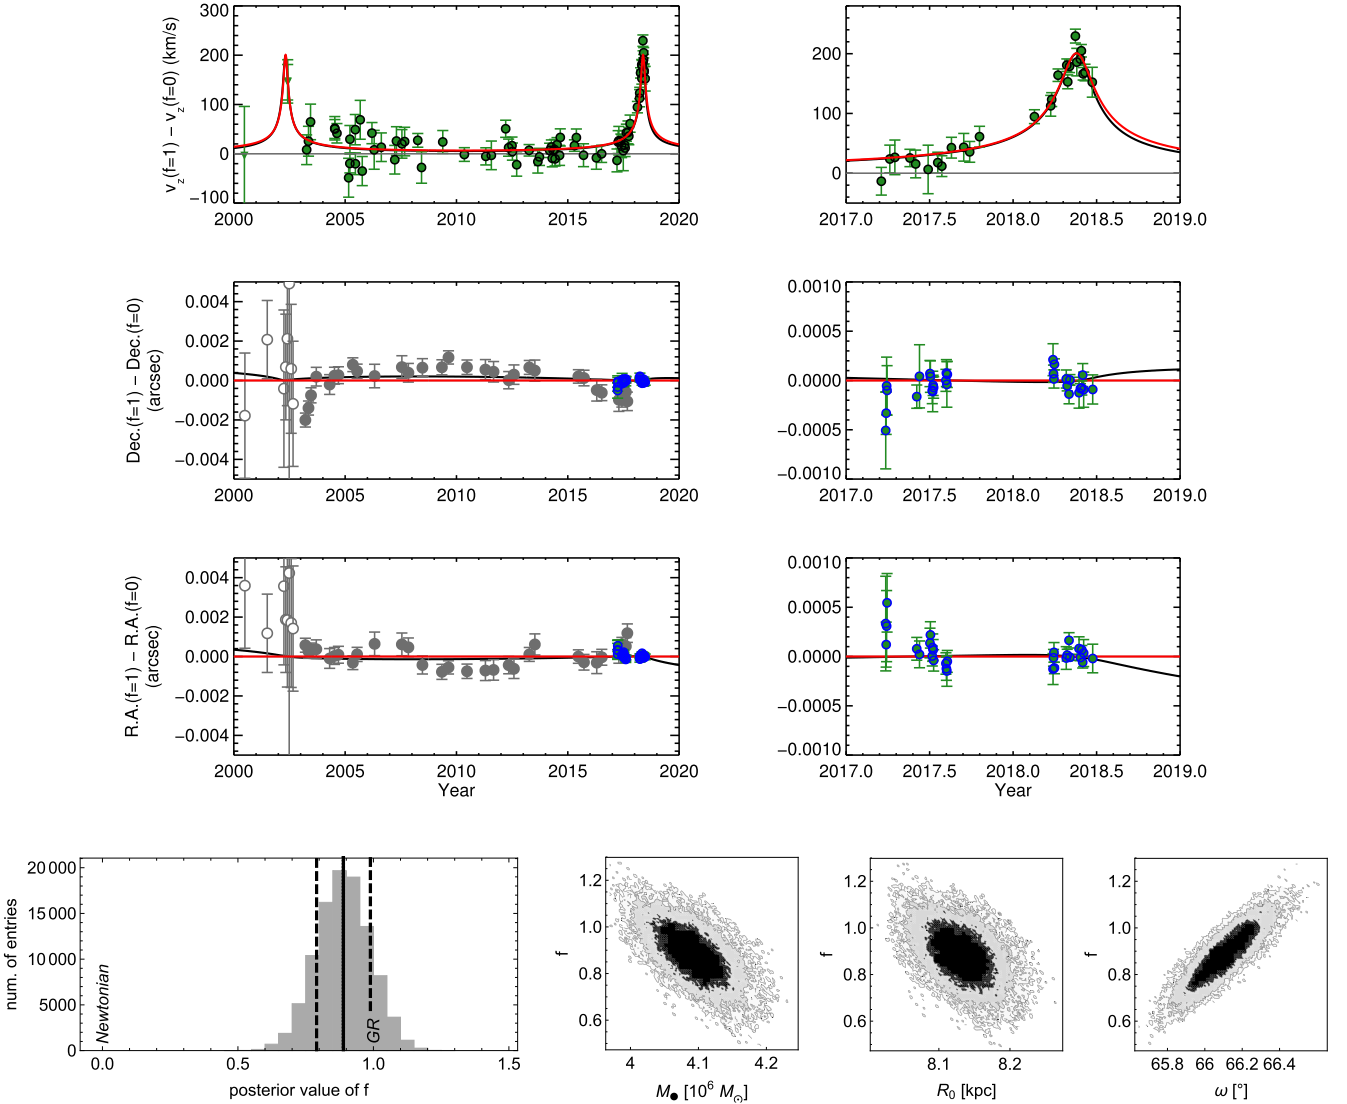 300
200
100
0
−100
v_z(f=1) − v_z(f=0) (km/s)
2000 2005 2010 2015 2020
200
100
0
2017.0 2017.5 2018.0 2018.5 2019.0
0.004
0.002
0.000
−0.002
−0.004
Dec.(f=1) − Dec.(f=0)
(arcsec)
2000 2005 2010 2015 2020
0.0010
0.0005
0.0000
−0.0005
−0.0010
2017.0 2017.5 2018.0 2018.5 2019.0
0.004
0.002
0.000
−0.002
−0.004
R.A.(f=1) − R.A.(f=0)
(arcsec)
2000 2005 2010 2015 2020
Year
0.0010
0.0005
0.0000
−0.0005
−0.0010
2017.0 2017.5 2018.0 2018.5 2019.0
Year
20 000
15 000
10 000
5000
0
num. of entries
Newtonian
GR
0.0 0.5 1.0 1.5
posterior value of f
1.2
1.0
0.8
0.6
f
4 4.1 4.2
M● [10⁶ M☉]
1.2
1.0
0.8
0.6
f
8.1 8.2
R₀ [kpc]
1.2
1.0
0.8
0.6
f
65.8 66 66.2 66.4
ω [°]